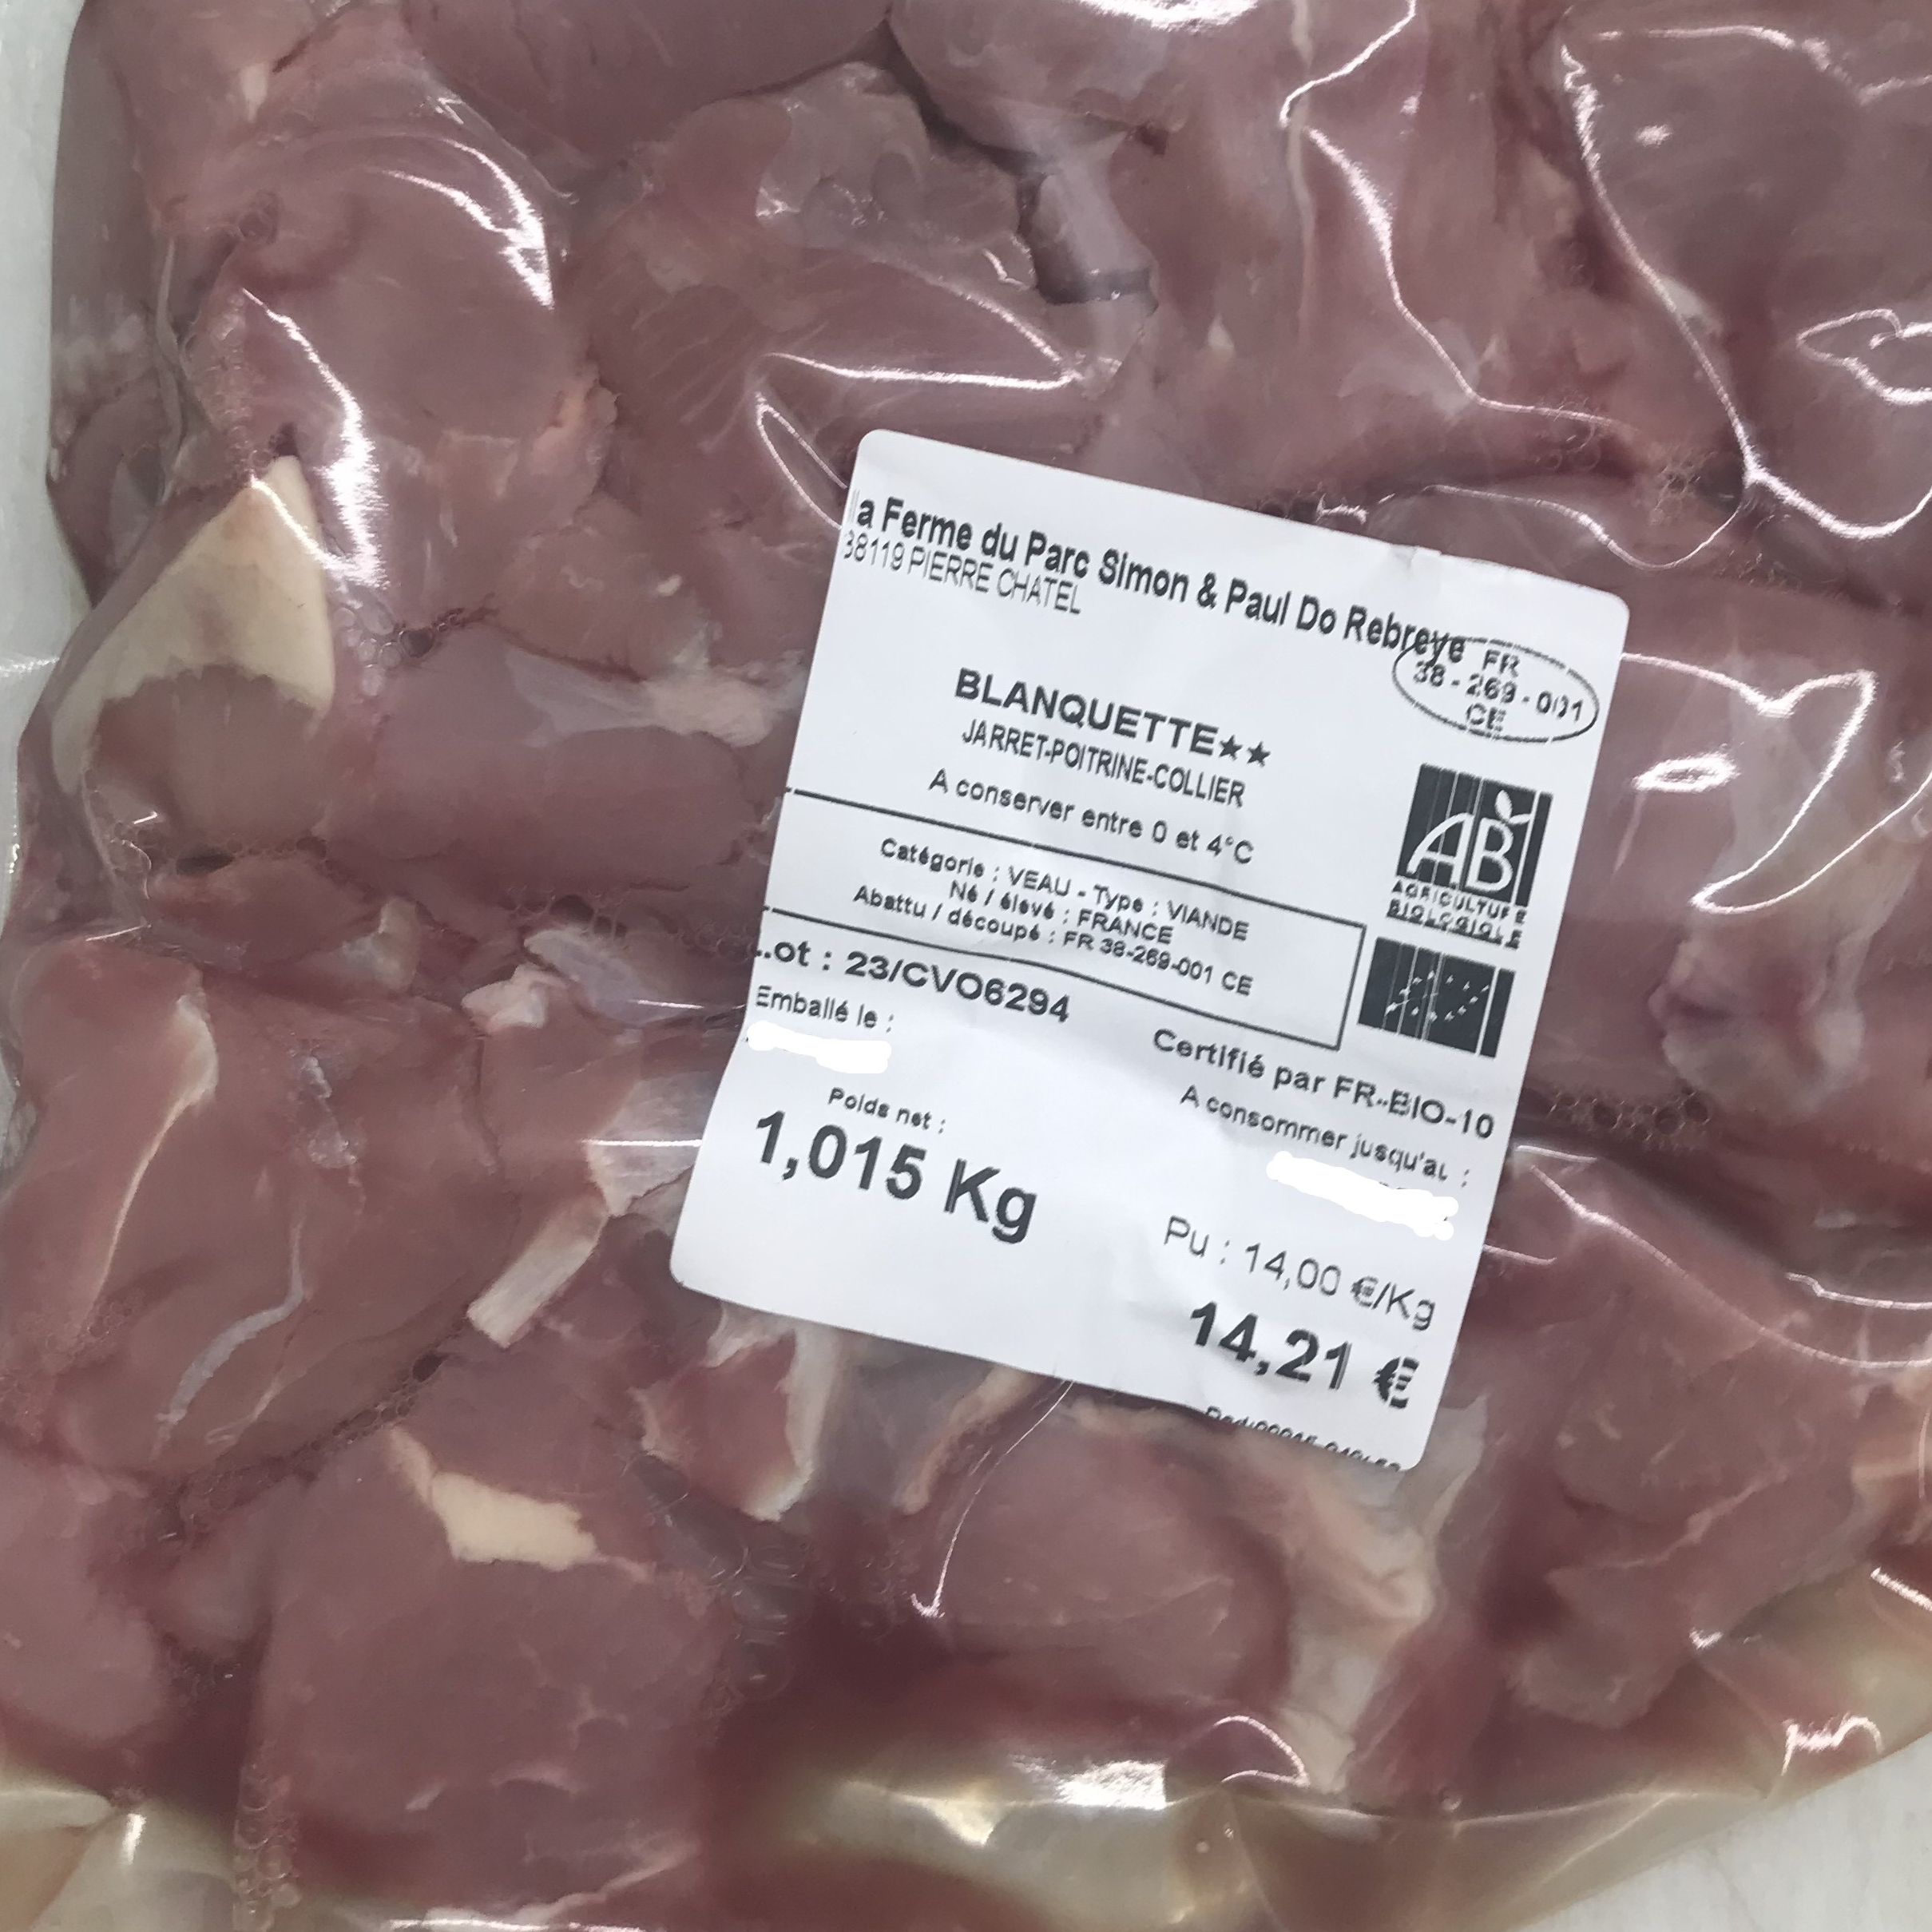 la Ferme du Parc Simon & Paul Do Rebreye
38119 PIERRE CHATEL
FR
38-269-001
CE
BLANQUETTE★★
JARRET-POITRINE-COLLIER
A conserver entre 0 et 4°C
AB
AGRICULTURE
BIOLOGIQUE
Catégorie : VEAU - Type : VIANDE
Né / élevé : FRANCE
Abattu / découpé : FR 38-269-001 CE
Lot : 23/CVO6294
Emballé le :
Certifié par FR-BIO-10
A consommer jusqu'au :
Poids net :
1,015 Kg
Pu : 14,00 €/Kg
14,21 €